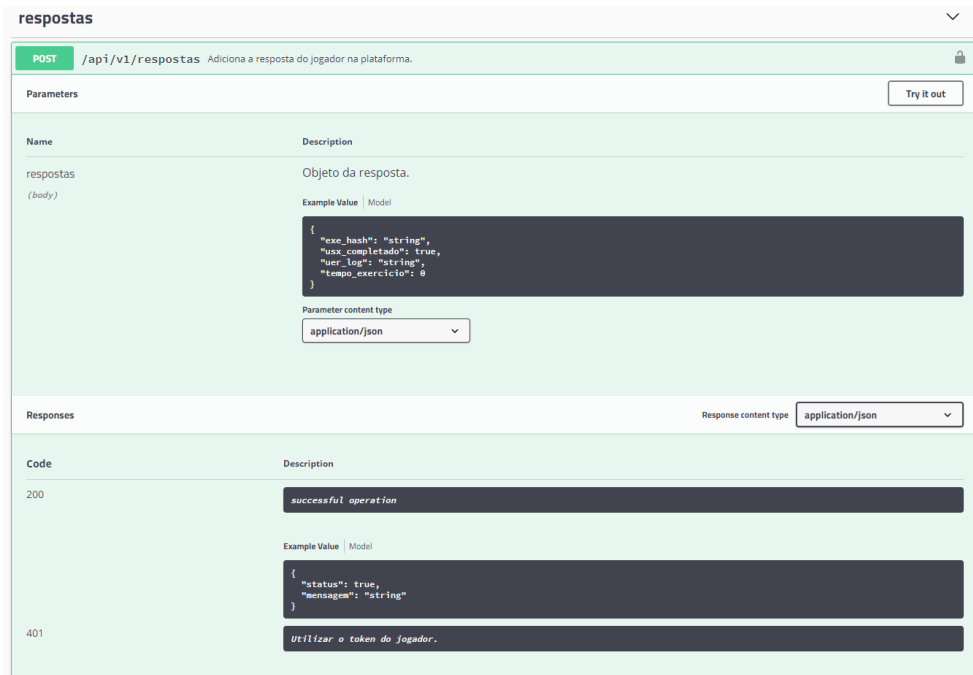 respostas
POST /api/v1/respostas Adiciona a resposta do jogador na plataforma.
Parameters
Try it out
Name Description
respostas Objeto da resposta.
(body)
Example Value Model
{
"exe_hash": "string",
"usx_completado": true,
"uer_log": "string",
"tempo_exercicio": 0
}
Parameter content type
application/json
Responses Response content type application/json
Code Description
200 successful operation
Example Value Model
{
"status": true,
"mensagem": "string"
}
401 Utilizar o token do jogador.